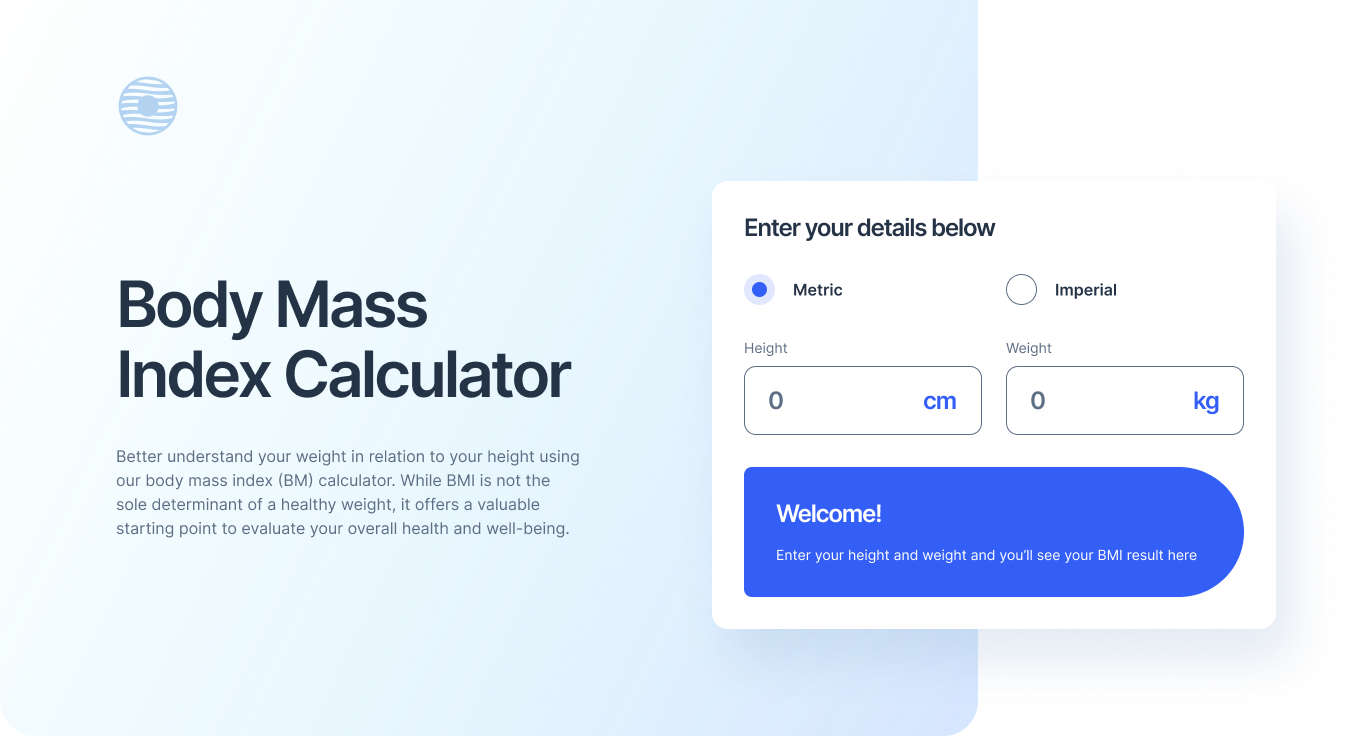 Body Mass
Index Calculator
Better understand your weight in relation to your height using
our body mass index (BM) calculator. While BMI is not the
sole determinant of a healthy weight, it offers a valuable
starting point to evaluate your overall health and well-being.
Enter your details below
Metric
Imperial
Height
Weight
0 cm
0 kg
Welcome!
Enter your height and weight and you’ll see your BMI result here